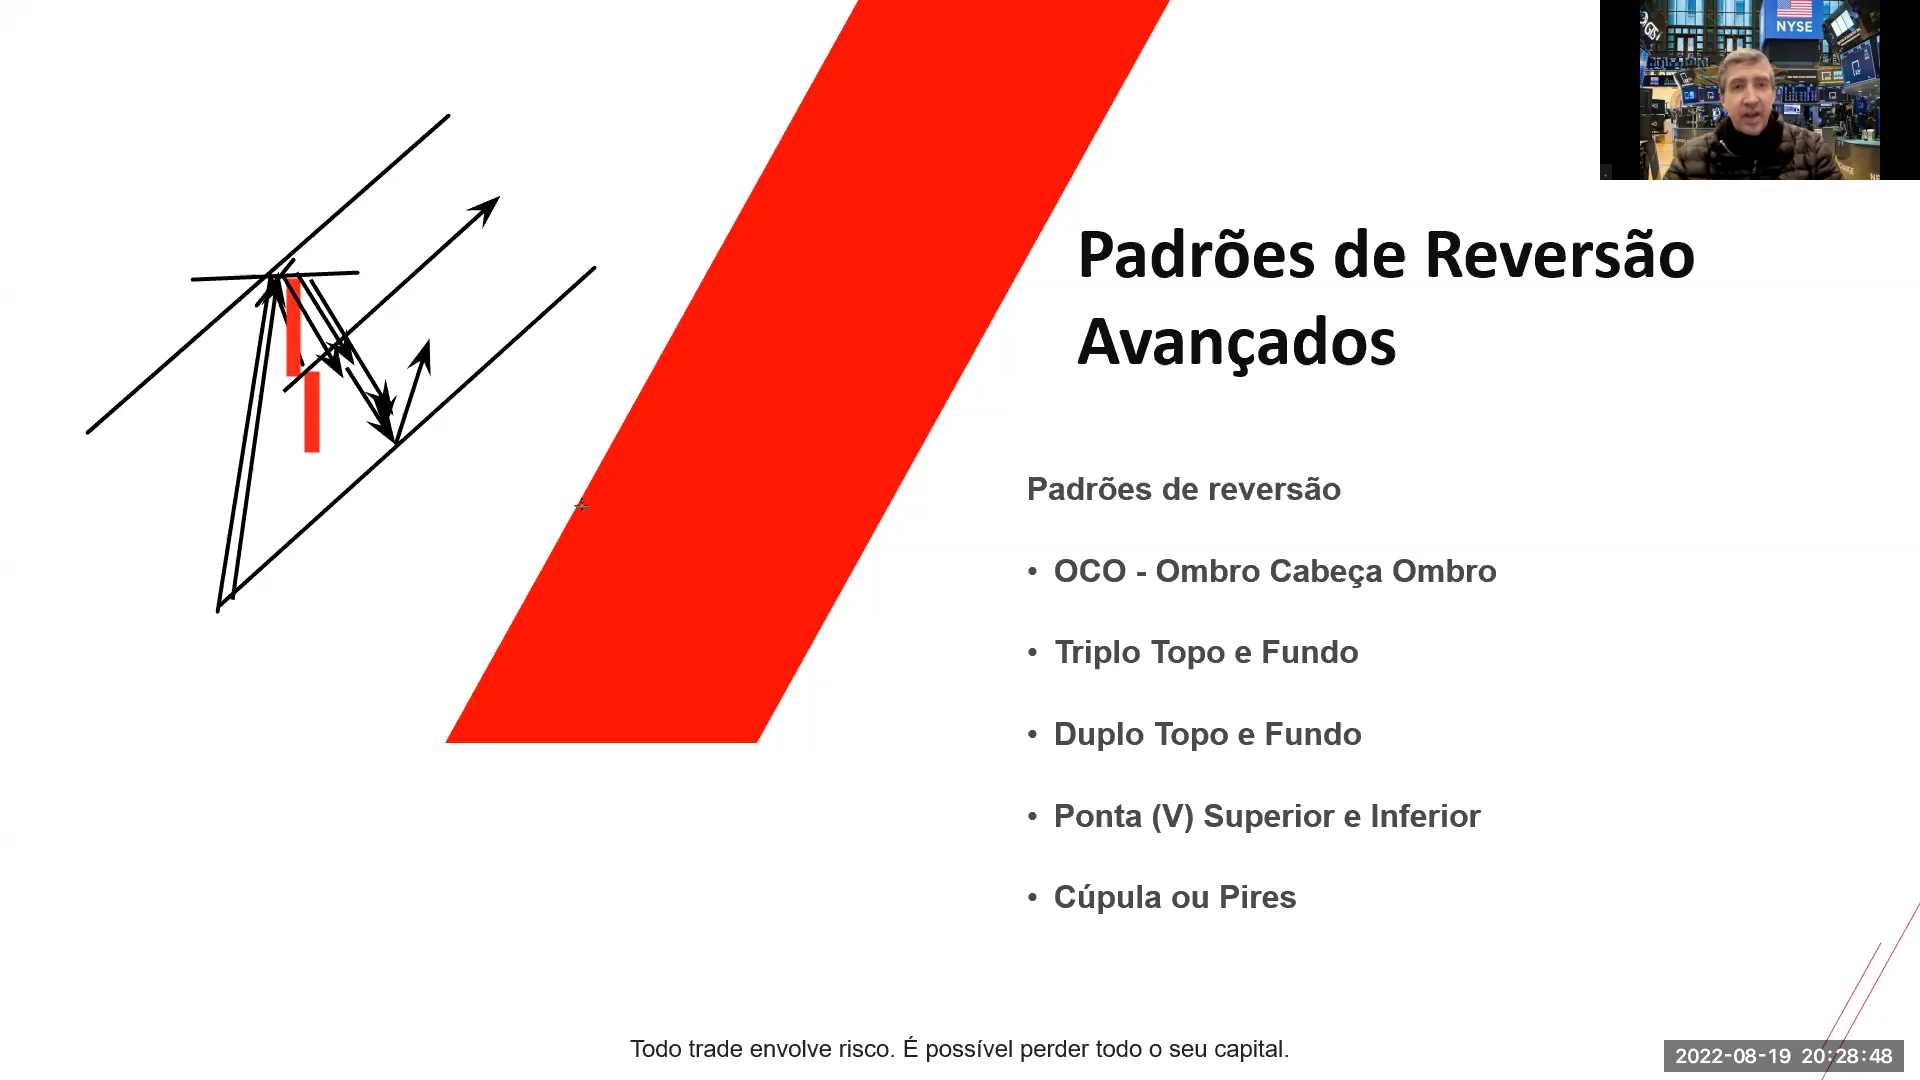 NYSE
Padrões de Reversão
Avançados
Padrões de reversão
• OCO - Ombro Cabeça Ombro
• Triplo Topo e Fundo
• Duplo Topo e Fundo
• Ponta (V) Superior e Inferior
• Cúpula ou Pires
Todo trade envolve risco. É possível perder todo o seu capital.
2022-08-19 20:28:48